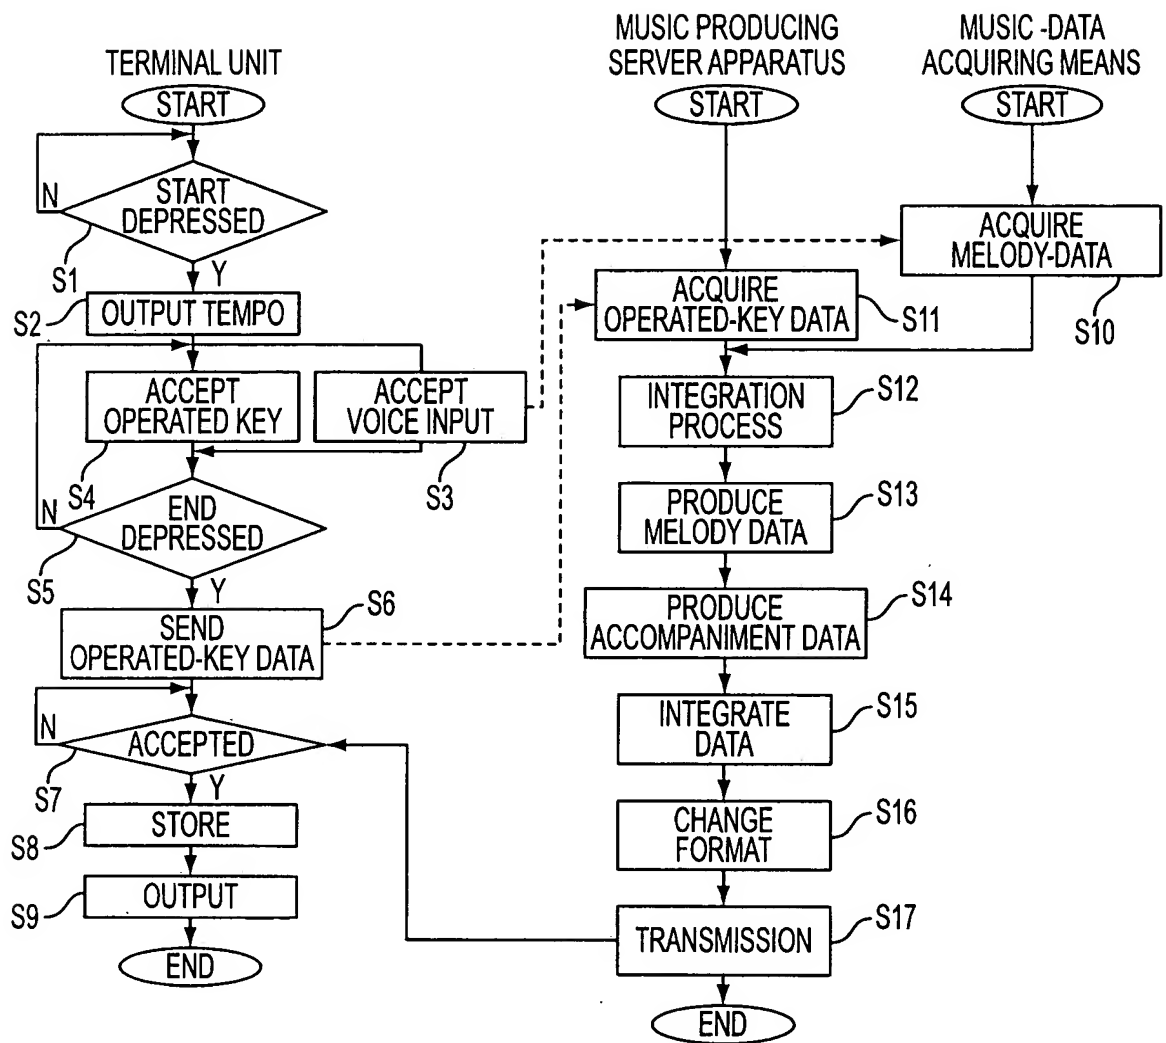 TERMINAL UNIT
START
N
START
DEPRESSED
S1
Y
S2
OUTPUT TEMPO
ACCEPT
OPERATED KEY
S4
ACCEPT
VOICE INPUT
S3
N
END
DEPRESSED
S5
Y
S6
SEND
OPERATED-KEY DATA
N
ACCEPTED
S7
Y
STORE
S8
OUTPUT
S9
END
MUSIC PRODUCING
SERVER APPARATUS
START
ACQUIRE
OPERATED-KEY DATA
S11
INTEGRATION
PROCESS
S12
PRODUCE
MELODY DATA
S13
PRODUCE
ACCOMPANIMENT DATA
S14
INTEGRATE
DATA
S15
CHANGE
FORMAT
S16
TRANSMISSION
S17
END
MUSIC -DATA
ACQUIRING MEANS
START
ACQUIRE
MELODY-DATA
S10